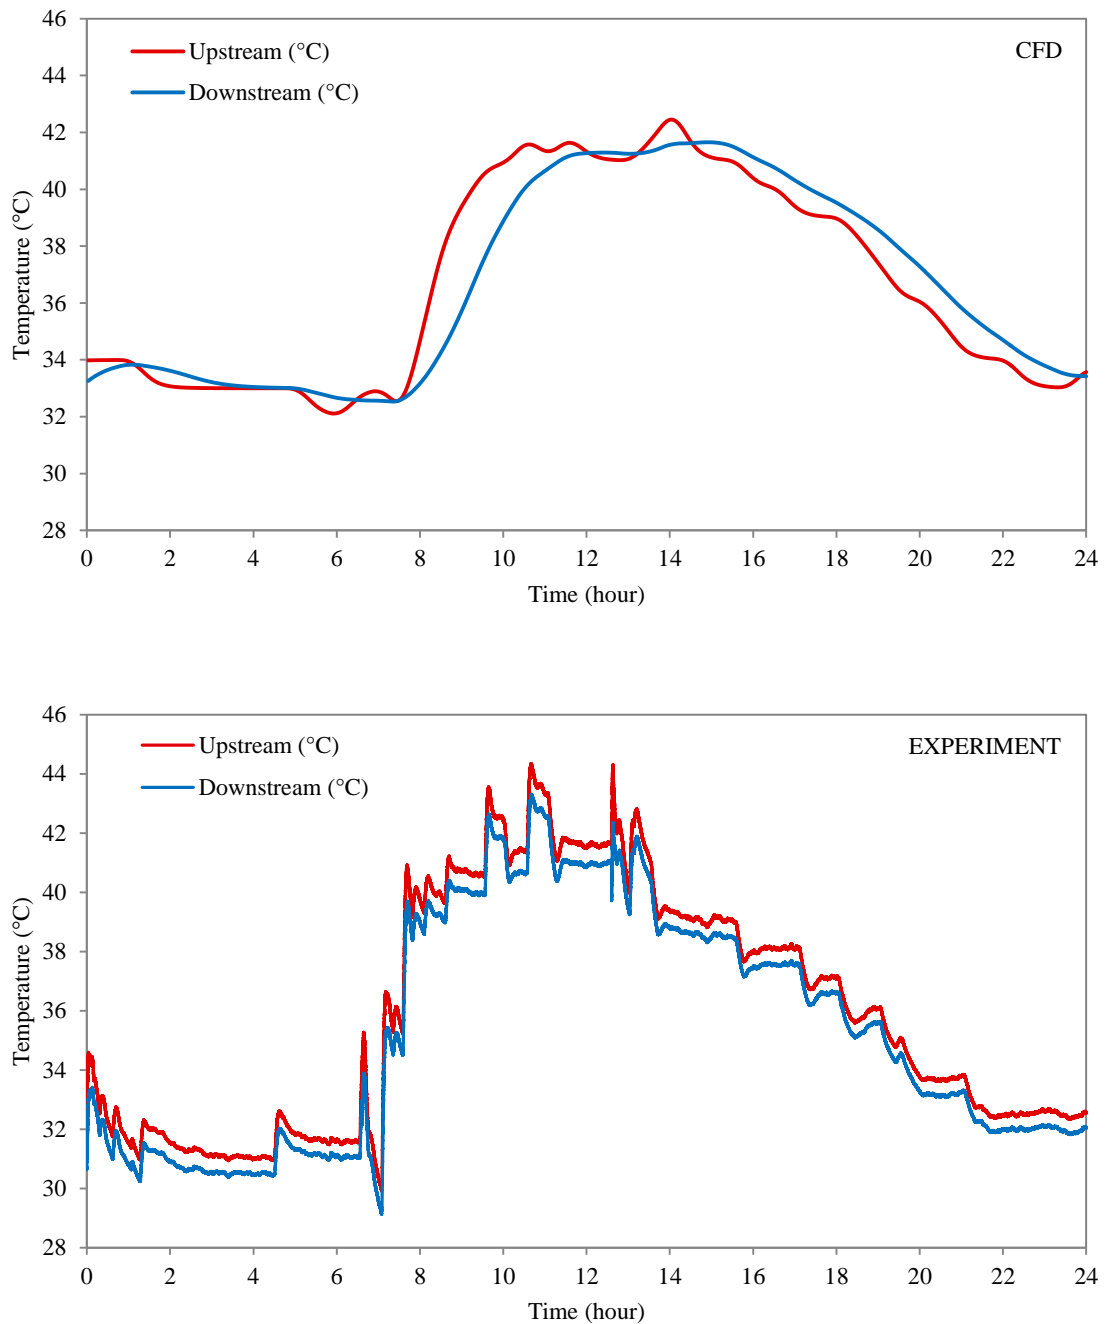 46
44
42
40
38
36
34
32
30
28
Temperature (°C)
Upstream (°C)
Downstream (°C)
CFD
0 2 4 6 8 10 12 14 16 18 20 22 24
Time (hour)
46
44
42
40
38
36
34
32
30
28
Temperature (°C)
Upstream (°C)
Downstream (°C)
EXPERIMENT
0 2 4 6 8 10 12 14 16 18 20 22 24
Time (hour)